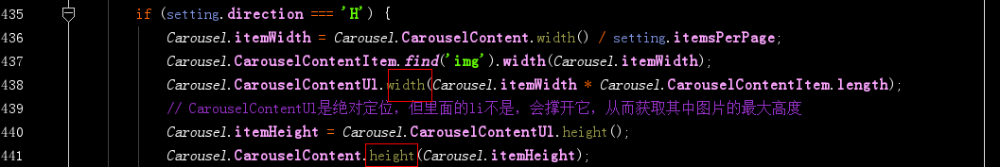 435 if (setting.direction === 'H') {
436 Carousel.itemWidth = Carousel.CarouselContent.width() / setting.itemsPerPage;
437 Carousel.CarouselContentItem.find('img').width(Carousel.itemWidth);
438 Carousel.CarouselContentUl.width(Carousel.itemWidth * Carousel.CarouselContentItem.length);
439 // CarouselContentUl是绝对定位，但里面的li不是，会撑开它，从而获取其中图片的最大高度
440 Carousel.itemHeight = Carousel.CarouselContentUl.height();
441 Carousel.CarouselContent.height(Carousel.itemHeight);